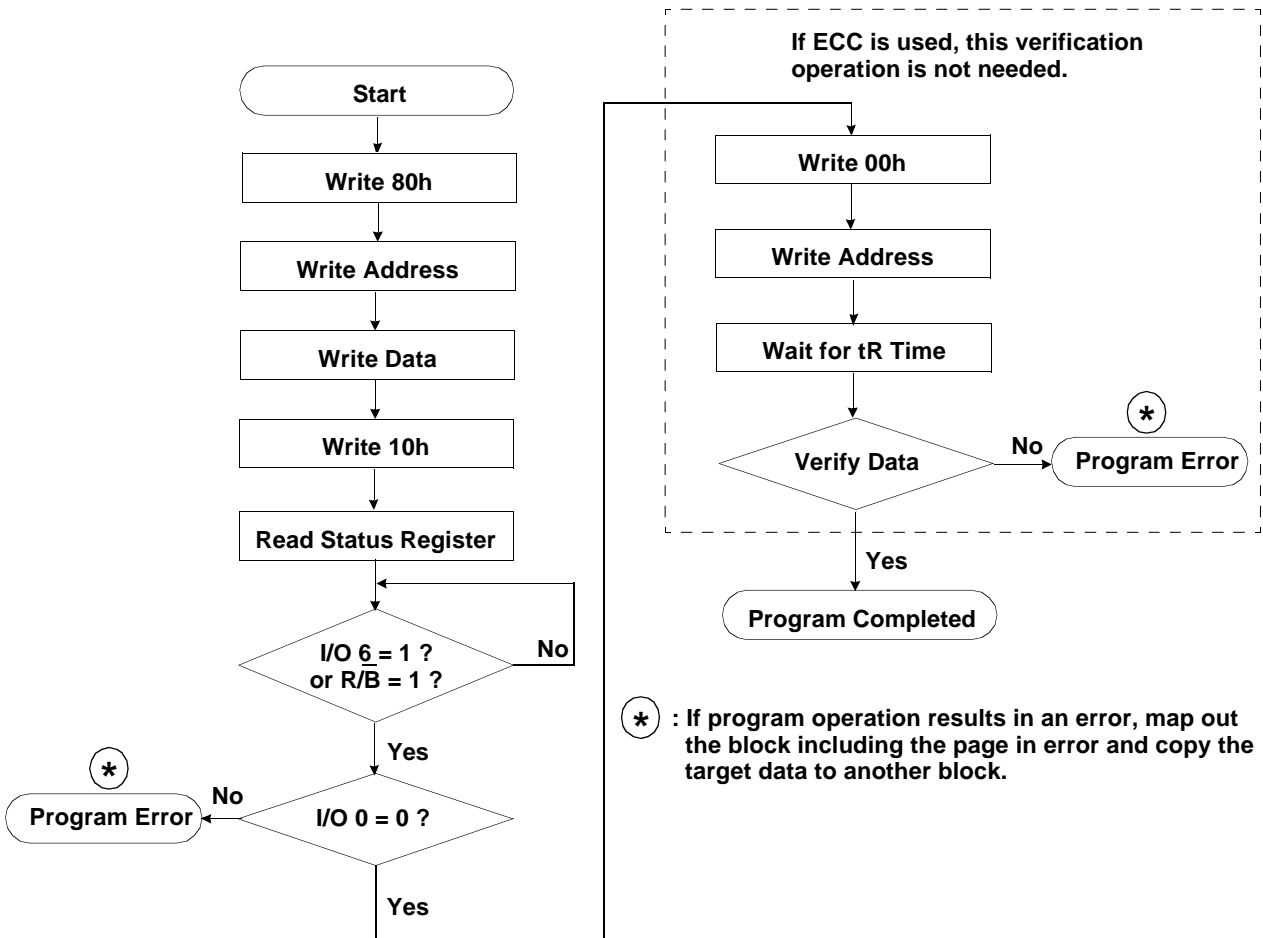 Start
Write 80h
Write Address
Write Data
Write 10h
Read Status Register
I/O 6 = 1 ?
or R/B = 1 ?
No
Yes
*
No
Program Error
I/O 0 = 0 ?
Yes
If ECC is used, this verification
operation is not needed.
Write 00h
Write Address
Wait for tR Time
*
Verify Data
No
Program Error
Yes
Program Completed
* : If program operation results in an error, map out
the block including the page in error and copy the
target data to another block.